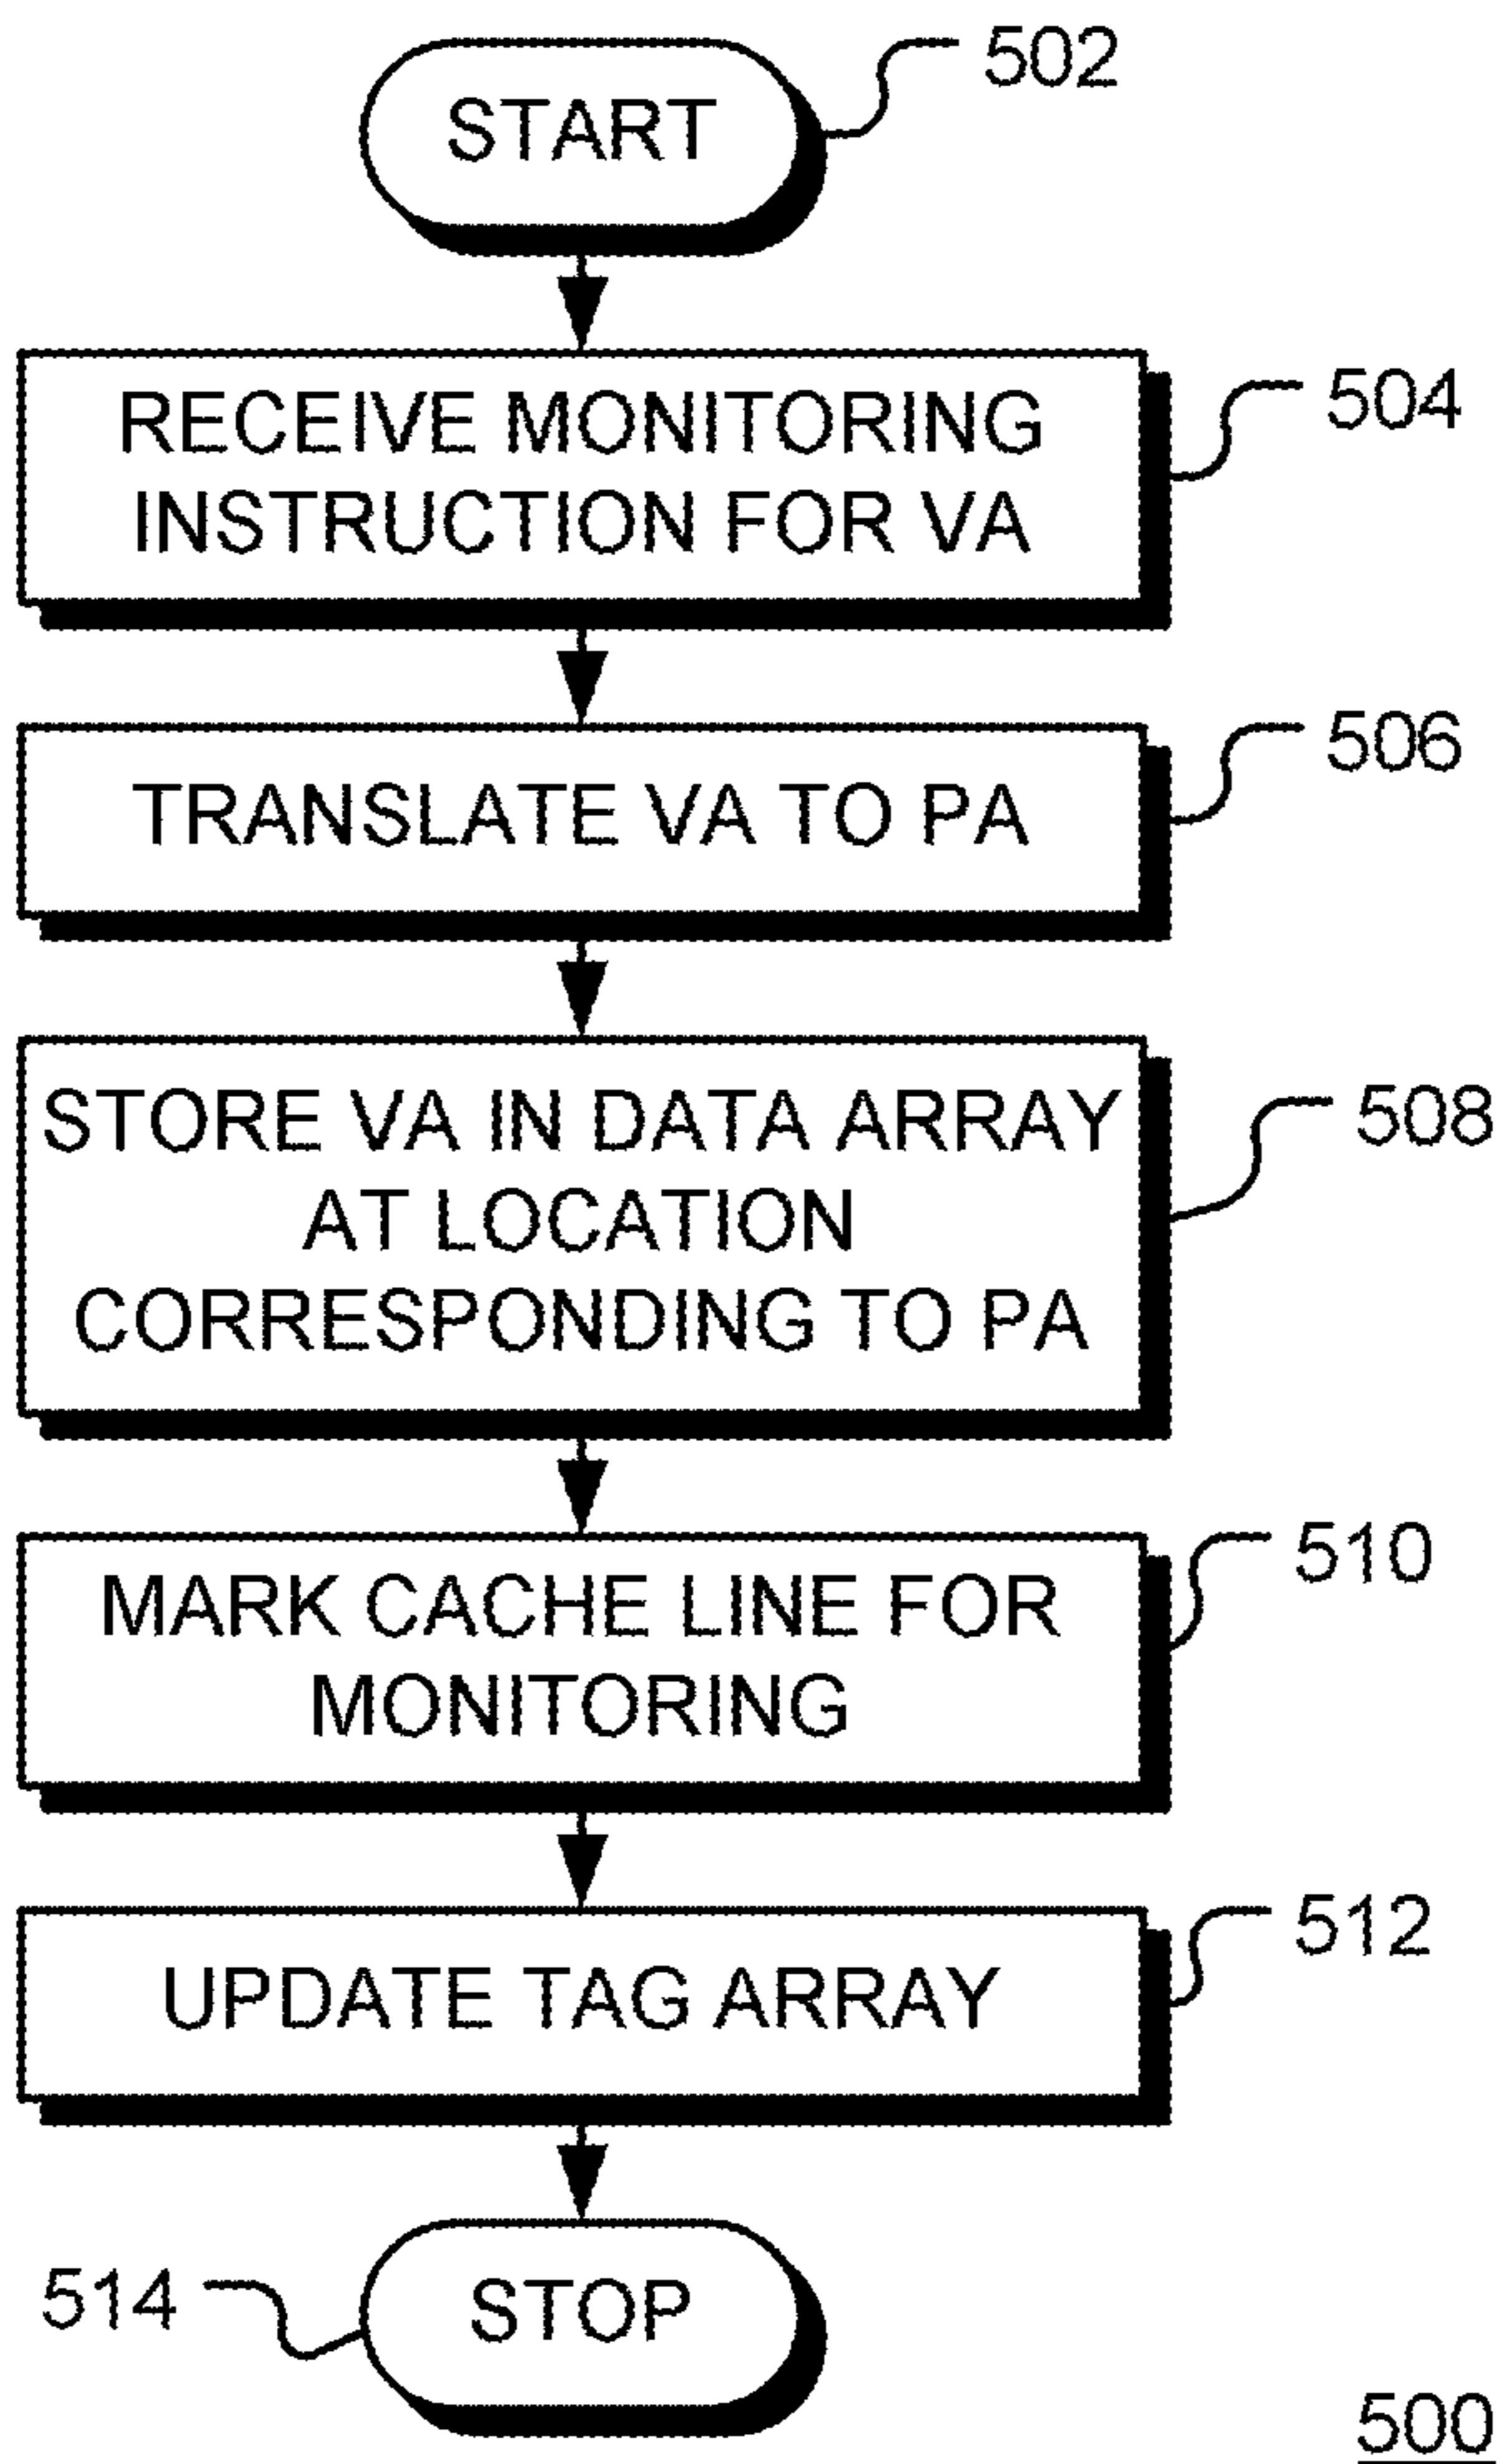 START
502
RECEIVE MONITORING
INSTRUCTION FOR VA
504
TRANSLATE VA TO PA
506
STORE VA IN DATA ARRAY
AT LOCATION
CORRESPONDING TO PA
508
MARK CACHE LINE FOR
MONITORING
510
UPDATE TAG ARRAY
512
STOP
514
500